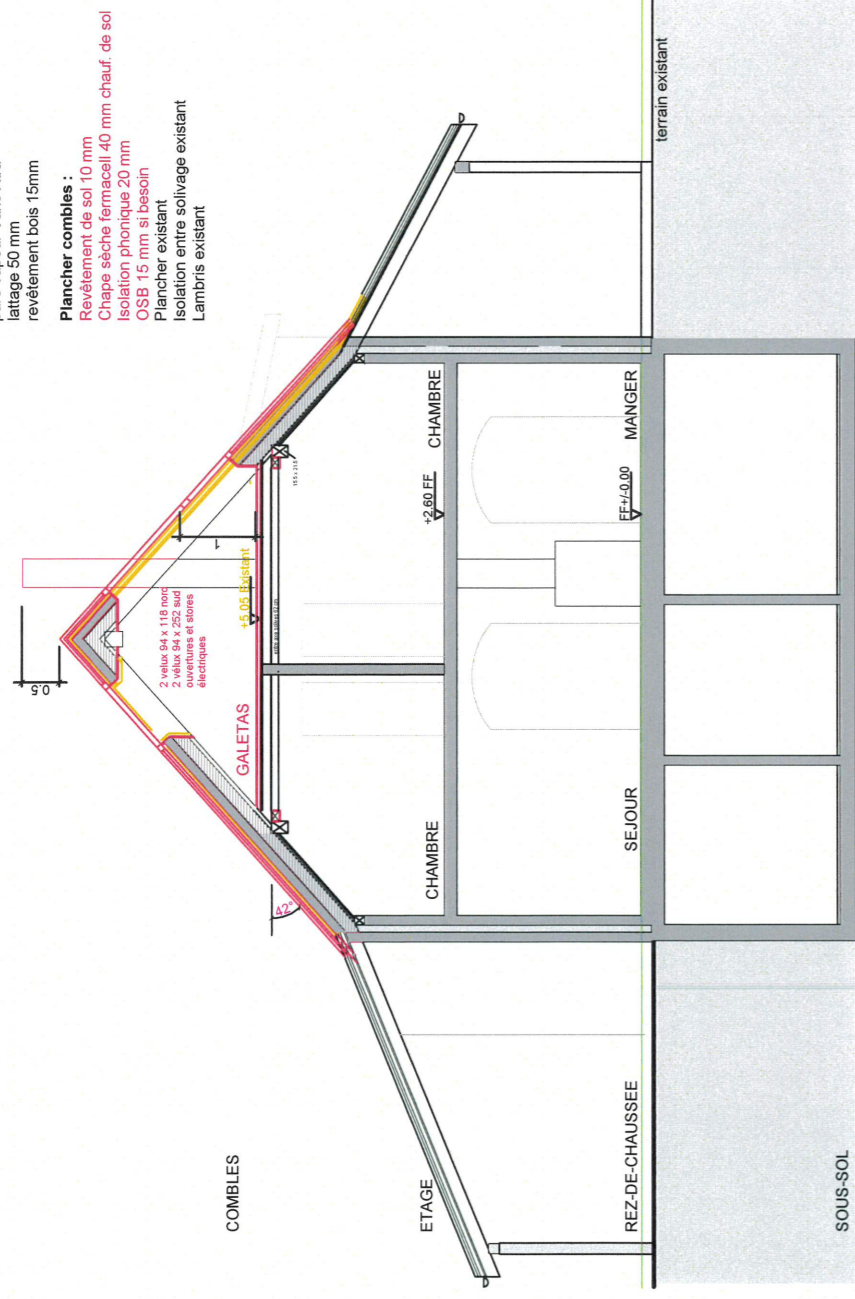 lattage 50 mm
revêtement bois 15mm
Plancher combles :
Revêtement de sol 10 mm
Chape sèche fermacell 40 mm chauf. de sol
Isolation phonique 20 mm
OSB 15 mm si besoin
Plancher existant
Isolation entre solivage existant
Lambris existant
0.5
2 velux 94 x 118 nord
2 vélux 94 x 252 sud
ouvertures et stores
électriques
1
+5.05 Existant
GALETAS
42°
COMBLES
CHAMBRE
+2.60 FF
CHAMBRE
ETAGE
SEJOUR
FF+/-0.00
MANGER
REZ-DE-CHAUSSEE
terrain existant
SOUS-SOL